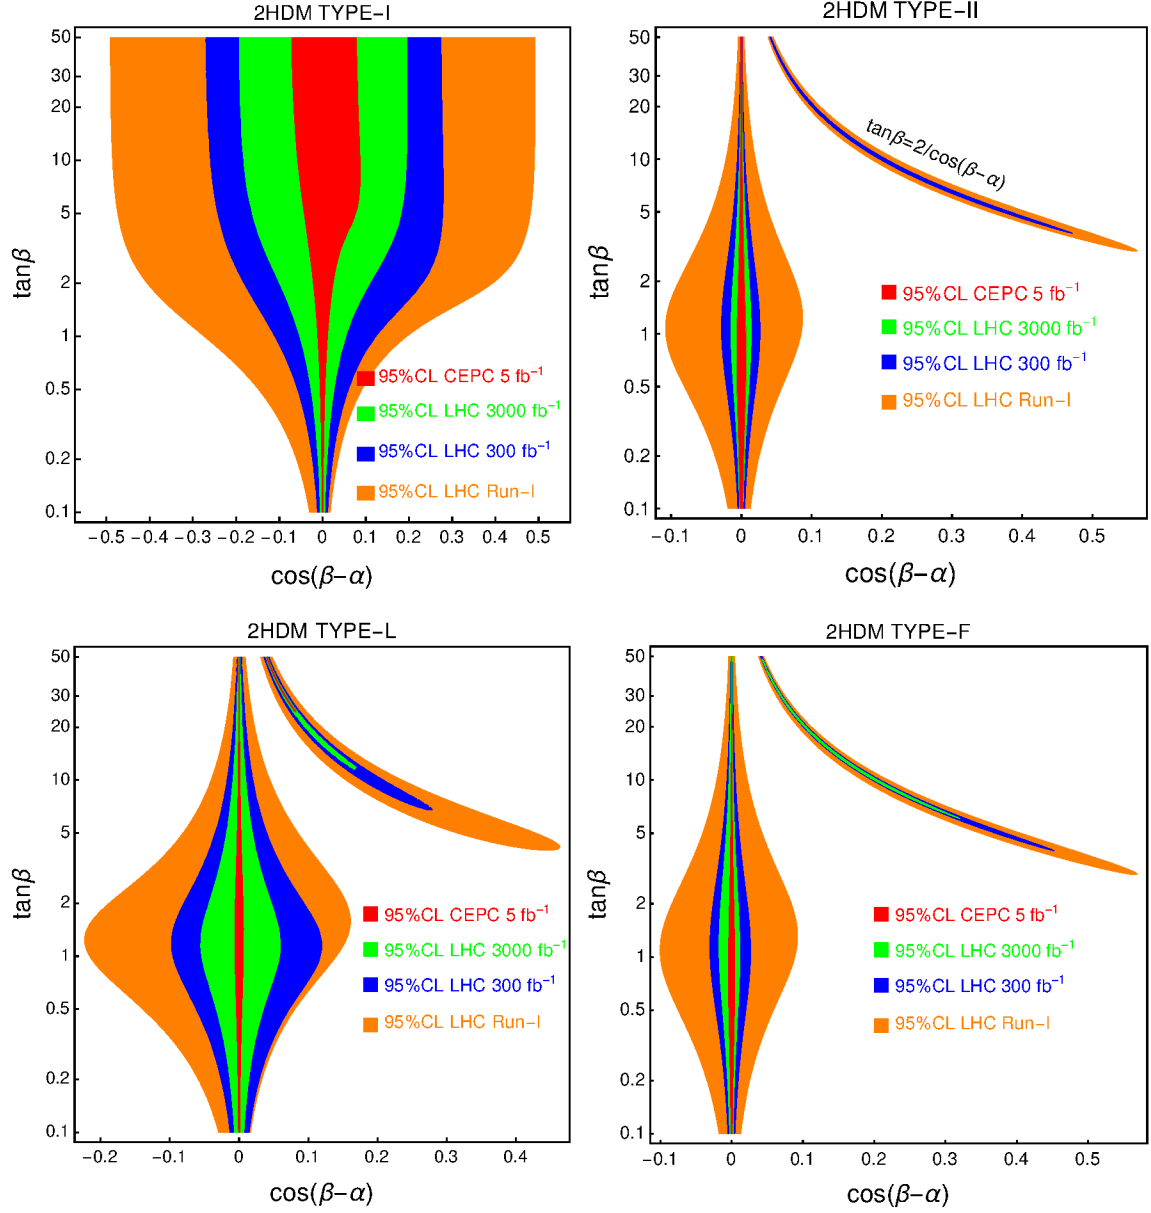 2HDM TYPE−I
50
30
20
10
5
2
1
0.5
0.2
0.1
tanβ
95%CL CEPC 5 fb⁻¹
95%CL LHC 3000 fb⁻¹
95%CL LHC 300 fb⁻¹
95%CL LHC Run−I
−0.5 −0.4 −0.3 −0.2 −0.1 0 0.1 0.2 0.3 0.4 0.5
cos(β−α)
2HDM TYPE−II
50
30
20
10
5
2
1
0.5
0.2
0.1
tanβ
tanβ=2/cos(β−α)
95%CL CEPC 5 fb⁻¹
95%CL LHC 3000 fb⁻¹
95%CL LHC 300 fb⁻¹
95%CL LHC Run−I
−0.1 0 0.1 0.2 0.3 0.4 0.5
cos(β−α)
2HDM TYPE−L
50
30
20
10
5
2
1
0.5
0.2
0.1
tanβ
95%CL CEPC 5 fb⁻¹
95%CL LHC 3000 fb⁻¹
95%CL LHC 300 fb⁻¹
95%CL LHC Run−I
−0.2 −0.1 0 0.1 0.2 0.3 0.4
cos(β−α)
2HDM TYPE−F
50
30
20
10
5
2
1
0.5
0.2
0.1
tanβ
95%CL CEPC 5 fb⁻¹
95%CL LHC 3000 fb⁻¹
95%CL LHC 300 fb⁻¹
95%CL LHC Run−I
−0.1 0 0.1 0.2 0.3 0.4 0.5
cos(β−α)